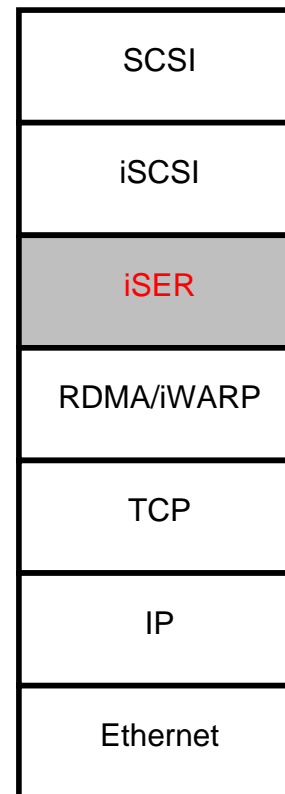 SCSI
iSCSI
iSER
RDMA/iWARP
TCP
IP
Ethernet